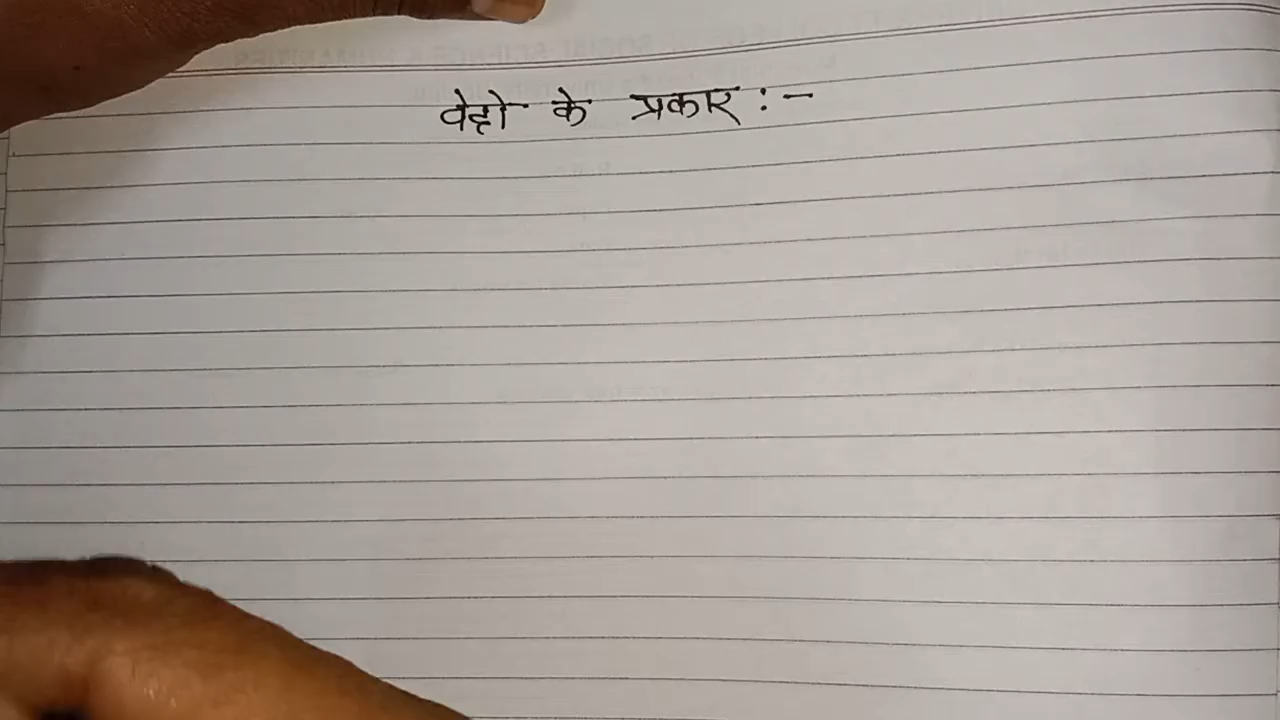 वेदो के प्रकार :-